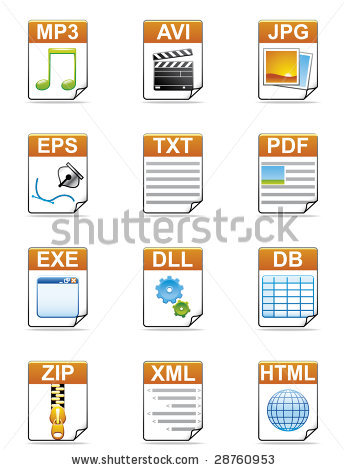 MP3 AVI JPG
EPS TXT PDF
shutterstock
EXE DLL DB
ZIP XML HTML
www.shutterstock.com · 28760953